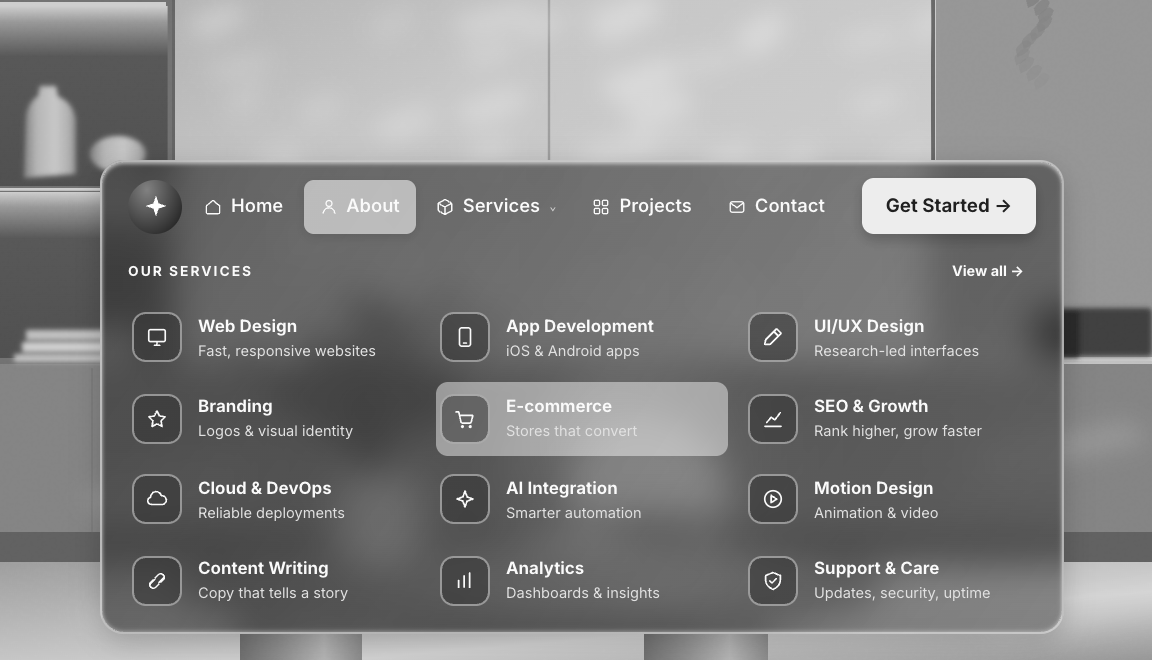 Home About Services Projects Contact Get Started →
OUR SERVICES View all →
Web Design App Development UI/UX Design
Fast, responsive websites iOS & Android apps Research-led interfaces
Branding E-commerce SEO & Growth
Logos & visual identity Stores that convert Rank higher, grow faster
Cloud & DevOps AI Integration Motion Design
Reliable deployments Smarter automation Animation & video
Content Writing Analytics Support & Care
Copy that tells a story Dashboards & insights Updates, security, uptime